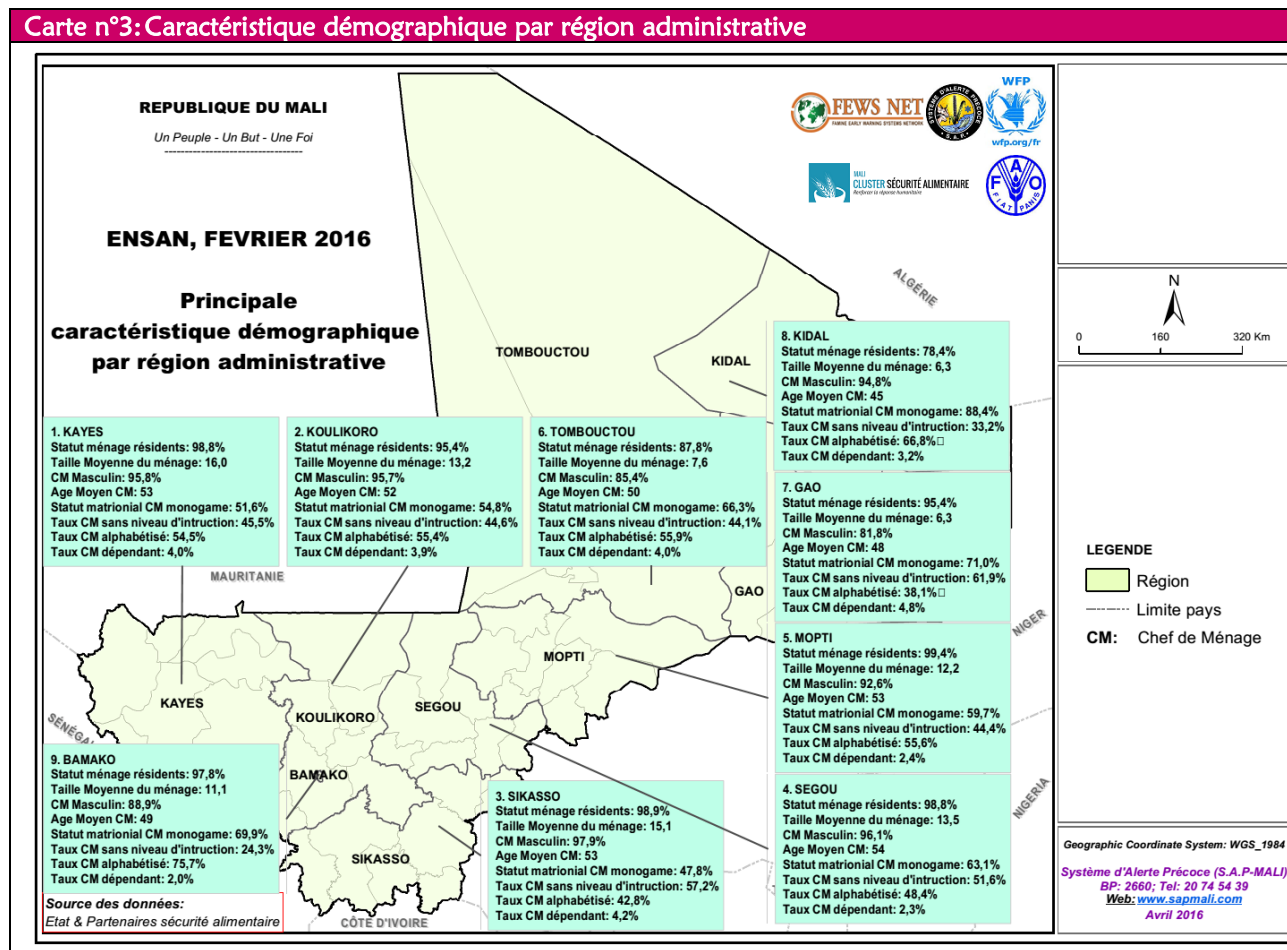 Carte n°3: Caractéristique démographique par région administrative
REPUBLIQUE DU MALI
Un Peuple - Un But - Une Foi
---------------------------------
ENSAN, FEVRIER 2016
Principale
caractéristique démographique
par région administrative
FEWS NET
FAMINE EARLY WARNING SYSTEMS NETWORK
SYSTÈME D'ALERTE PRÉCOCE
S.A.P.
WFP
wfp.org/fr
MALI
CLUSTER SÉCURITÉ ALIMENTAIRE
Renforcer la réponse humanitaire
F A O
FIAT PANIS
ALGÉRIE
TOMBOUCTOU
KIDAL
8. KIDAL
Statut ménage résidents: 78,4%
Taille Moyenne du ménage: 6,3
CM Masculin: 94,8%
Age Moyen CM: 45
Statut matrionial CM monogame: 88,4%
Taux CM sans niveau d'intruction: 33,2%
Taux CM alphabétisé: 66,8%□
Taux CM dépendant: 3,2%
1. KAYES
Statut ménage résidents: 98,8%
Taille Moyenne du ménage: 16,0
CM Masculin: 95,8%
Age Moyen CM: 53
Statut matrionial CM monogame: 51,6%
Taux CM sans niveau d'intruction: 45,5%
Taux CM alphabétisé: 54,5%
Taux CM dépendant: 4,0%
2. KOULIKORO
Statut ménage résidents: 95,4%
Taille Moyenne du ménage: 13,2
CM Masculin: 95,7%
Age Moyen CM: 52
Statut matrionial CM monogame: 54,8%
Taux CM sans niveau d'intruction: 44,6%
Taux CM alphabétisé: 55,4%
Taux CM dépendant: 3,9%
6. TOMBOUCTOU
Statut ménage résidents: 87,8%
Taille Moyenne du ménage: 7,6
CM Masculin: 85,4%
Age Moyen CM: 50
Statut matrionial CM monogame: 66,3%
Taux CM sans niveau d'intruction: 44,1%
Taux CM alphabétisé: 55,9%
Taux CM dépendant: 4,0%
7. GAO
Statut ménage résidents: 95,4%
Taille Moyenne du ménage: 6,3
CM Masculin: 81,8%
Age Moyen CM: 48
Statut matrionial CM monogame: 71,0%
Taux CM sans niveau d'intruction: 61,9%
Taux CM alphabétisé: 38,1%□
Taux CM dépendant: 4,8%
MAURITANIE
GAO
NIGER
MOPTI
KAYES
SEGOU
KOULIKORO
SÉNÉGAL
BAMAKO
SIKASSO
NIGERIA
CÔTE D'IVOIRE
5. MOPTI
Statut ménage résidents: 99,4%
Taille Moyenne du ménage: 12,2
CM Masculin: 92,6%
Age Moyen CM: 53
Statut matrionial CM monogame: 59,7%
Taux CM sans niveau d'intruction: 44,4%
Taux CM alphabétisé: 55,6%
Taux CM dépendant: 2,4%
9. BAMAKO
Statut ménage résidents: 97,8%
Taille Moyenne du ménage: 11,1
CM Masculin: 88,9%
Age Moyen CM: 49
Statut matrionial CM monogame: 69,9%
Taux CM sans niveau d'intruction: 24,3%
Taux CM alphabétisé: 75,7%
Taux CM dépendant: 2,0%
3. SIKASSO
Statut ménage résidents: 98,9%
Taille Moyenne du ménage: 15,1
CM Masculin: 97,9%
Age Moyen CM: 53
Statut matrionial CM monogame: 47,8%
Taux CM sans niveau d'intruction: 57,2%
Taux CM alphabétisé: 42,8%
Taux CM dépendant: 4,2%
4. SEGOU
Statut ménage résidents: 98,8%
Taille Moyenne du ménage: 13,5
CM Masculin: 96,1%
Age Moyen CM: 54
Statut matrionial CM monogame: 63,1%
Taux CM sans niveau d'intruction: 51,6%
Taux CM alphabétisé: 48,4%
Taux CM dépendant: 2,3%
Source des données:
Etat & Partenaires sécurité alimentaire
N
0 160 320 Km
LEGENDE
Région
Limite pays
CM: Chef de Ménage
Geographic Coordinate System: WGS_1984
Système d'Alerte Précoce (S.A.P-MALI)
BP: 2660; Tel: 20 74 54 39
Web: www.sapmali.com
Avril 2016